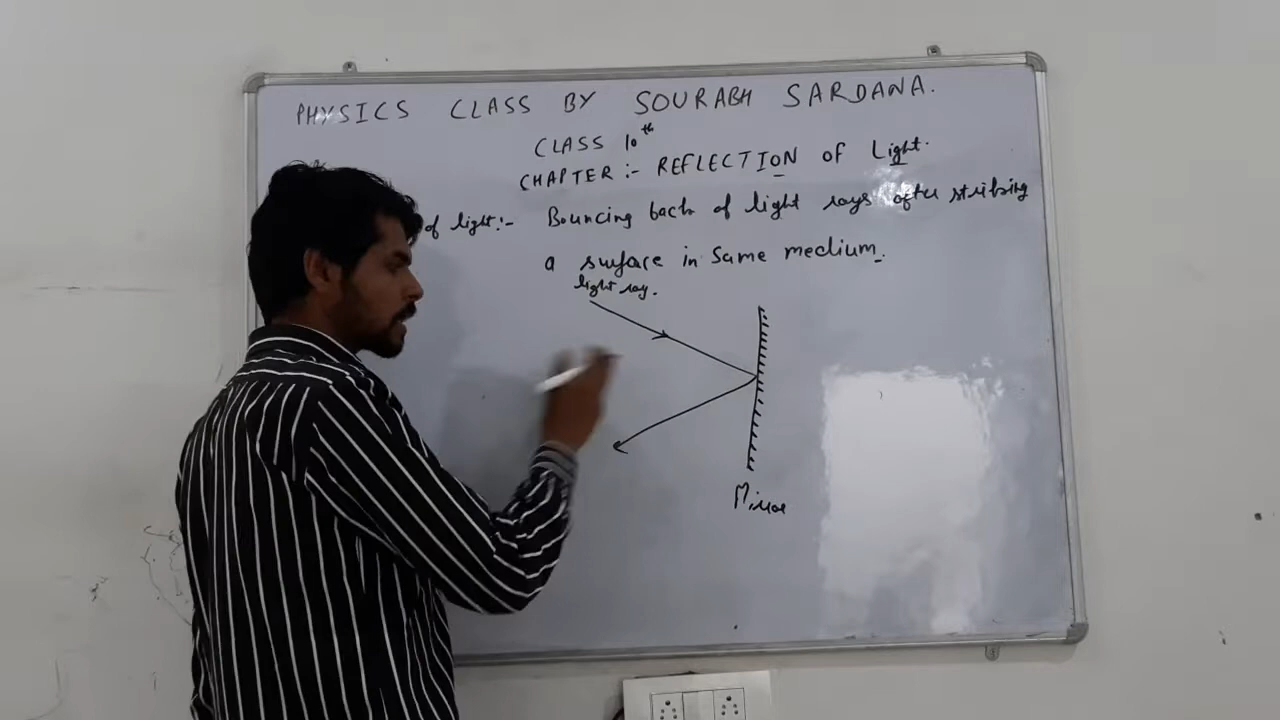 PHYSICS CLASS BY SOURABH SARDANA.
CLASS 10th
CHAPTER :- REFLECTION of Light.
of light:- Bouncing back of light rays after striking
a surface in same medium.
light ray.
Mirror